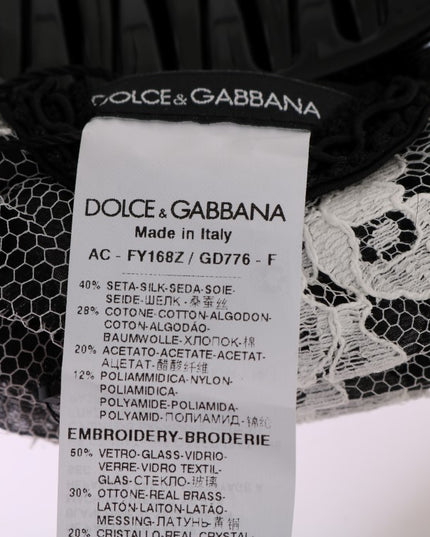 DOLCE & GABBANA
DOLCE & GABBANA
Made in Italy
AC - FY168Z / GD776 - F
40% SETA-SILK-SEDA-SOIE-
SEIDE-ШЕЛК - 桑蚕丝
28% COTONE-COTTON-ALGODON-
COTON-ALGODÃO-
BAUMWOLLE-ХЛОПОК-棉
20% ACETATO-ACETATE-ACETAT-
АЦЕТАТ-醋酸纤维
12% POLIAMMIDICA-NYLON-
POLIAMIDICA-
POLYAMIDE-POLIAMIDA-
POLYAMID-ПОЛИАМИД-锦纶
EMBROIDERY-BRODERIE
50% VETRO-GLASS-VIDRIO-
VERRE-VIDRO TEXTIL-
GLAS-СТЕКЛО-玻璃
30% OTTONE-REAL BRASS-
LATÓN-LAITON-LATÃO-
MESSING-ЛАТУНЬ-黄铜
20% CRISTALLO-REAL CRYSTAL-